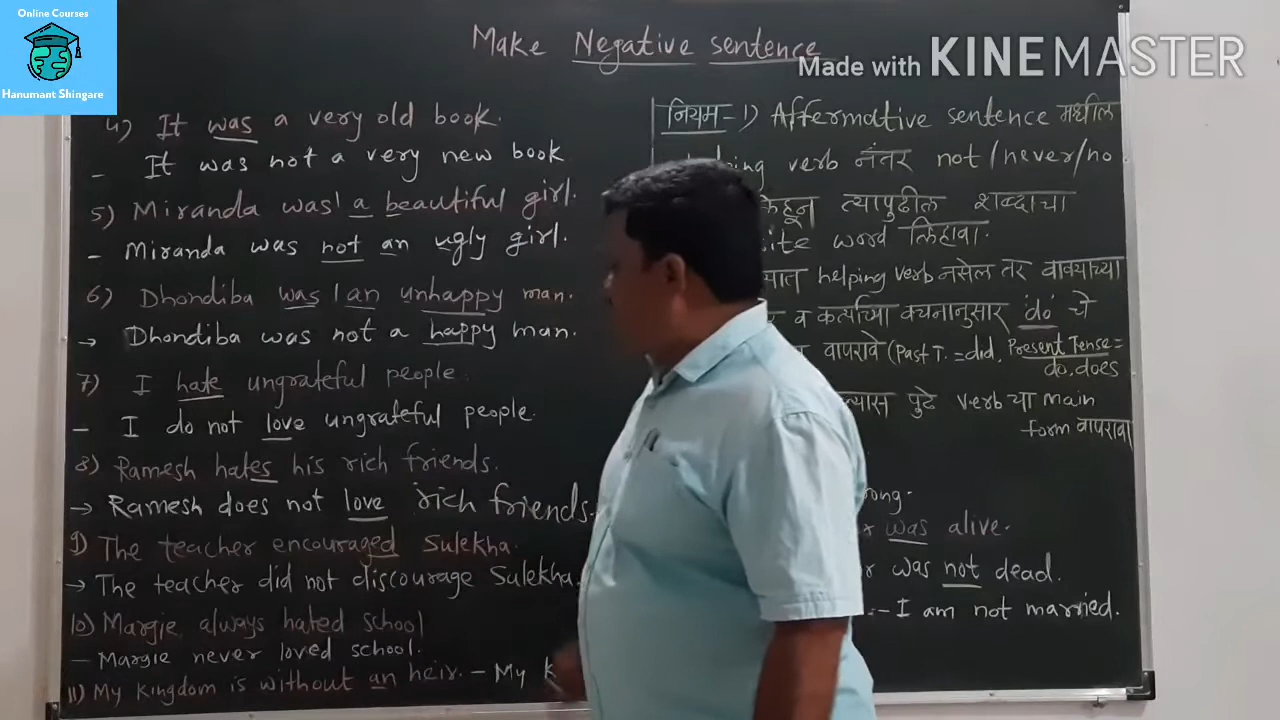 Online Courses
Hanumant Shingare
Made with KINEMASTER
Make Negative sentence
4) It was a very old book.
- It was not a very new book
5) Miranda was a beautiful girl.
- Miranda was not an ugly girl.
6) Dhondiba was an unhappy man.
→ Dhondiba was not a happy man.
7) I hate ungrateful people
- I do not love ungrateful people.
8) Ramesh hates his rich friends.
→ Ramesh does not love rich friends.
9) The teacher encouraged Sulekha.
→ The teacher did not discourage Sulekha.
10) Margie always hated school
- Margie never loved school.
11) My kingdom is without an heir. - My
नियम - 1) Affermative sentence मधील
verb नंतर not/never/no
त्यापुढील शब्दाचा
word लिहावा.
helping verb नसेल तर वाक्याच्या
व कर्त्याच्या वचनानुसार 'do' चे
वापरावे (Past T. = did, Present Tense =
do, does
पुढे verb चा main
form वापरावा
was alive.
was not dead.
- I am not married.